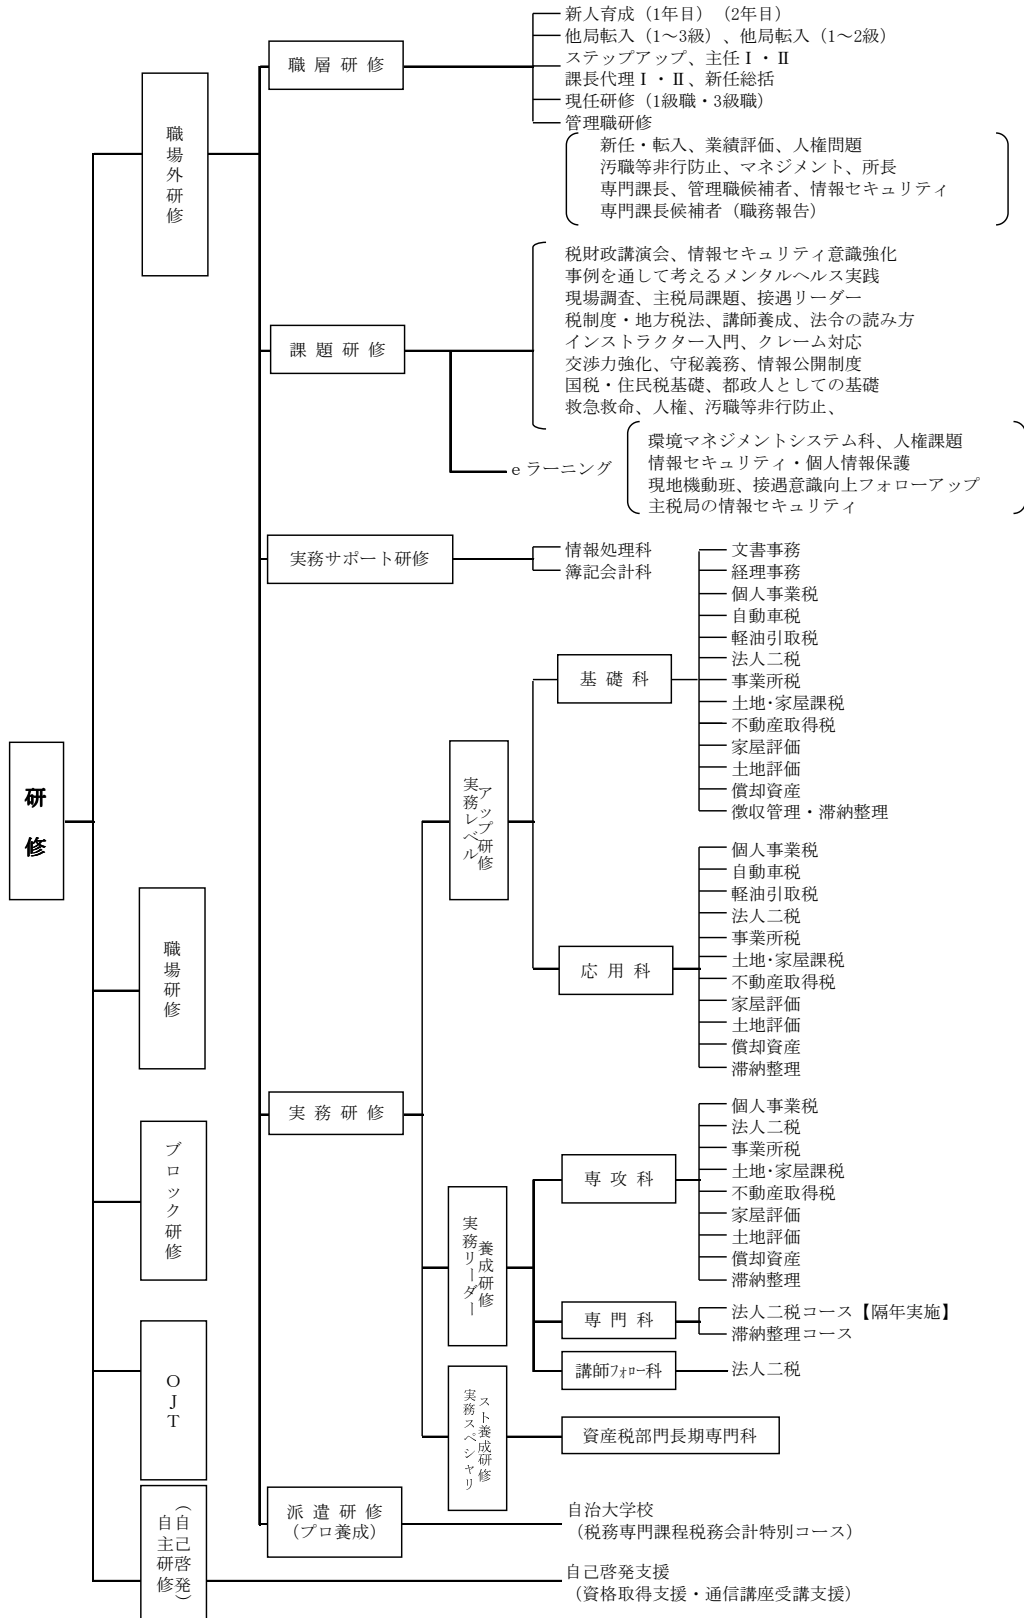 研修
職場外研修
職層研修
新人育成（1年目）（2年目）
他局転入（1～3級）、他局転入（1～2級）
ステップアップ、主任Ⅰ・Ⅱ
課長代理Ⅰ・Ⅱ、新任総括
現任研修（1級職・3級職）
管理職研修
新任・転入、業績評価、人権問題
汚職等非行防止、マネジメント、所長
専門課長、管理職候補者、情報セキュリティ
専門課長候補者（職務報告）
課題研修
税財政講演会、情報セキュリティ意識強化
事例を通して考えるメンタルヘルス実践
現場調査、主税局課題、接遇リーダー
税制度・地方税法、講師養成、法令の読み方
インストラクター入門、クレーム対応
交渉力強化、守秘義務、情報公開制度
国税・住民税基礎、都政人としての基礎
救急救命、人権、汚職等非行防止、
eラーニング
環境マネジメントシステム科、人権課題
情報セキュリティ・個人情報保護
現地機動班、接遇意識向上フォローアップ
主税局の情報セキュリティ
実務サポート研修
情報処理科
簿記会計科
実務研修
実務レベル
アップ研修
基礎科
文書事務
経理事務
個人事業税
自動車税
軽油引取税
法人二税
事業所税
土地･家屋課税
不動産取得税
家屋評価
土地評価
償却資産
徴収管理・滞納整理
応用科
個人事業税
自動車税
軽油引取税
法人二税
事業所税
土地･家屋課税
不動産取得税
家屋評価
土地評価
償却資産
滞納整理
実務リーダー
養成研修
専攻科
個人事業税
法人二税
事業所税
土地･家屋課税
不動産取得税
家屋評価
土地評価
償却資産
滞納整理
専門科
法人二税コース【隔年実施】
滞納整理コース
講師ﾌｫﾛｰ科
法人二税
実務スペシャリ
スト養成研修
資産税部門長期専門科
派遣研修
（プロ養成）
自治大学校
（税務専門課程税務会計特別コース）
職場研修
ブロック研修
OJT
（自己啓発）
自主研修
自己啓発支援
（資格取得支援・通信講座受講支援）